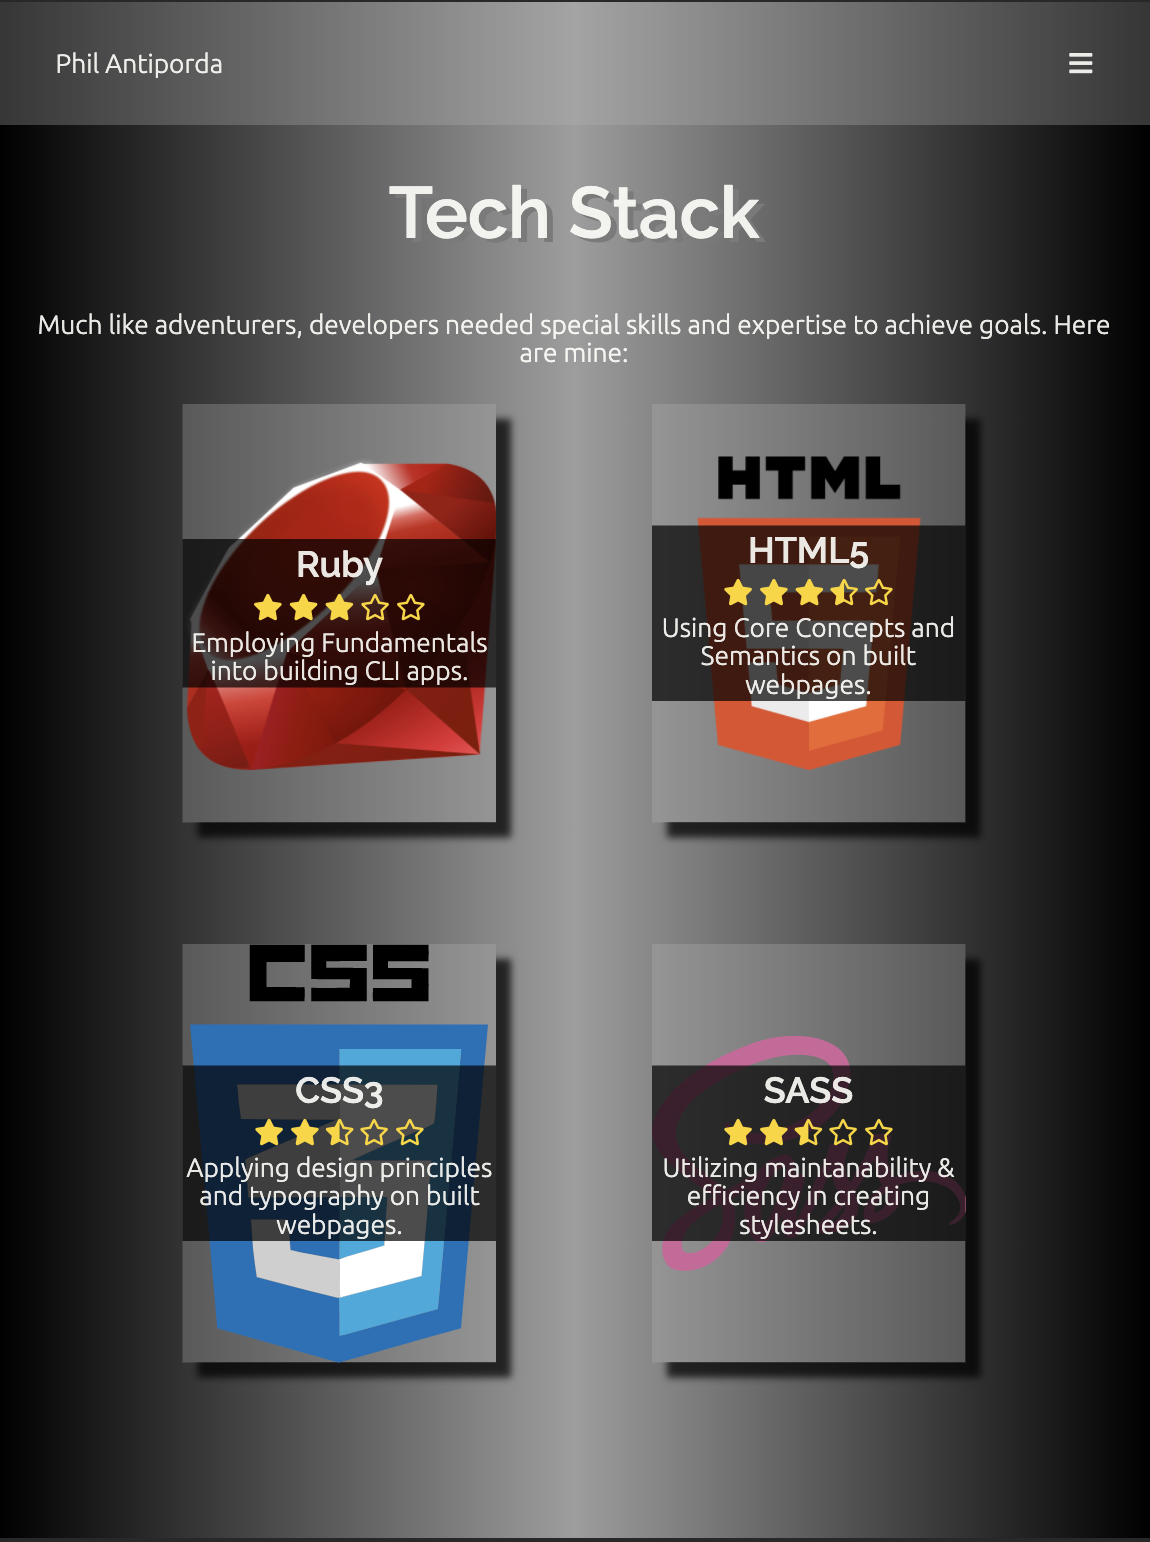 Phil Antiporda
Tech Stack
Much like adventurers, developers needed special skills and expertise to achieve goals. Here
are mine:
Ruby
Employing Fundamentals
into building CLI apps.
HTML
HTML5
Using Core Concepts and
Semantics on built
webpages.
CSS
CSS3
Applying design principles
and typography on built
webpages.
SASS
Utilizing maintanability &
efficiency in creating
stylesheets.